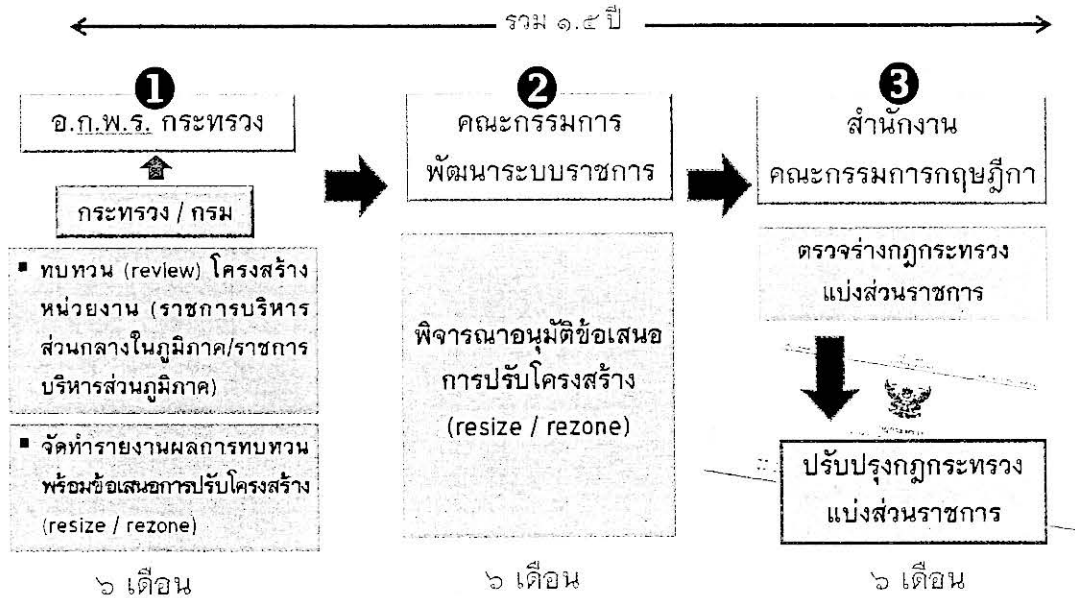 รวม ๑.๕ ปี
1
อ.ก.พ.ร. กระทรวง
กระทรวง / กรม
▪ ทบทวน (review) โครงสร้าง
หน่วยงาน (ราชการบริหาร
ส่วนกลางในภูมิภาค/ราชการ
บริหารส่วนภูมิภาค)
▪ จัดทำรายงานผลการทบทวน
พร้อมข้อเสนอการปรับโครงสร้าง
(resize / rezone)
๖ เดือน
2
คณะกรรมการ
พัฒนาระบบราชการ
พิจารณาอนุมัติข้อเสนอ
การปรับโครงสร้าง
(resize / rezone)
๖ เดือน
3
สำนักงาน
คณะกรรมการกฤษฎีกา
ตรวจร่างกฎกระทรวง
แบ่งส่วนราชการ
ปรับปรุงกฎกระทรวง
แบ่งส่วนราชการ
๖ เดือน